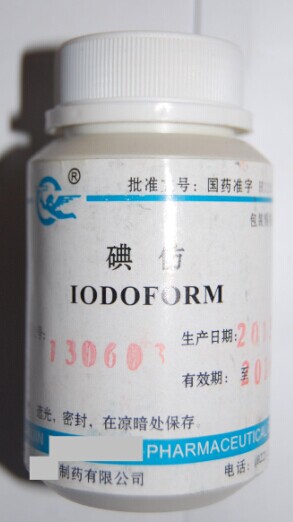 ®
批准文号：国药准字
碘 仿
IODOFORM
130603
生产日期：201
有效期：至201
遮光，密封，在凉暗处保存。
PHARMACEUTICAL
制药有限公司
电话：